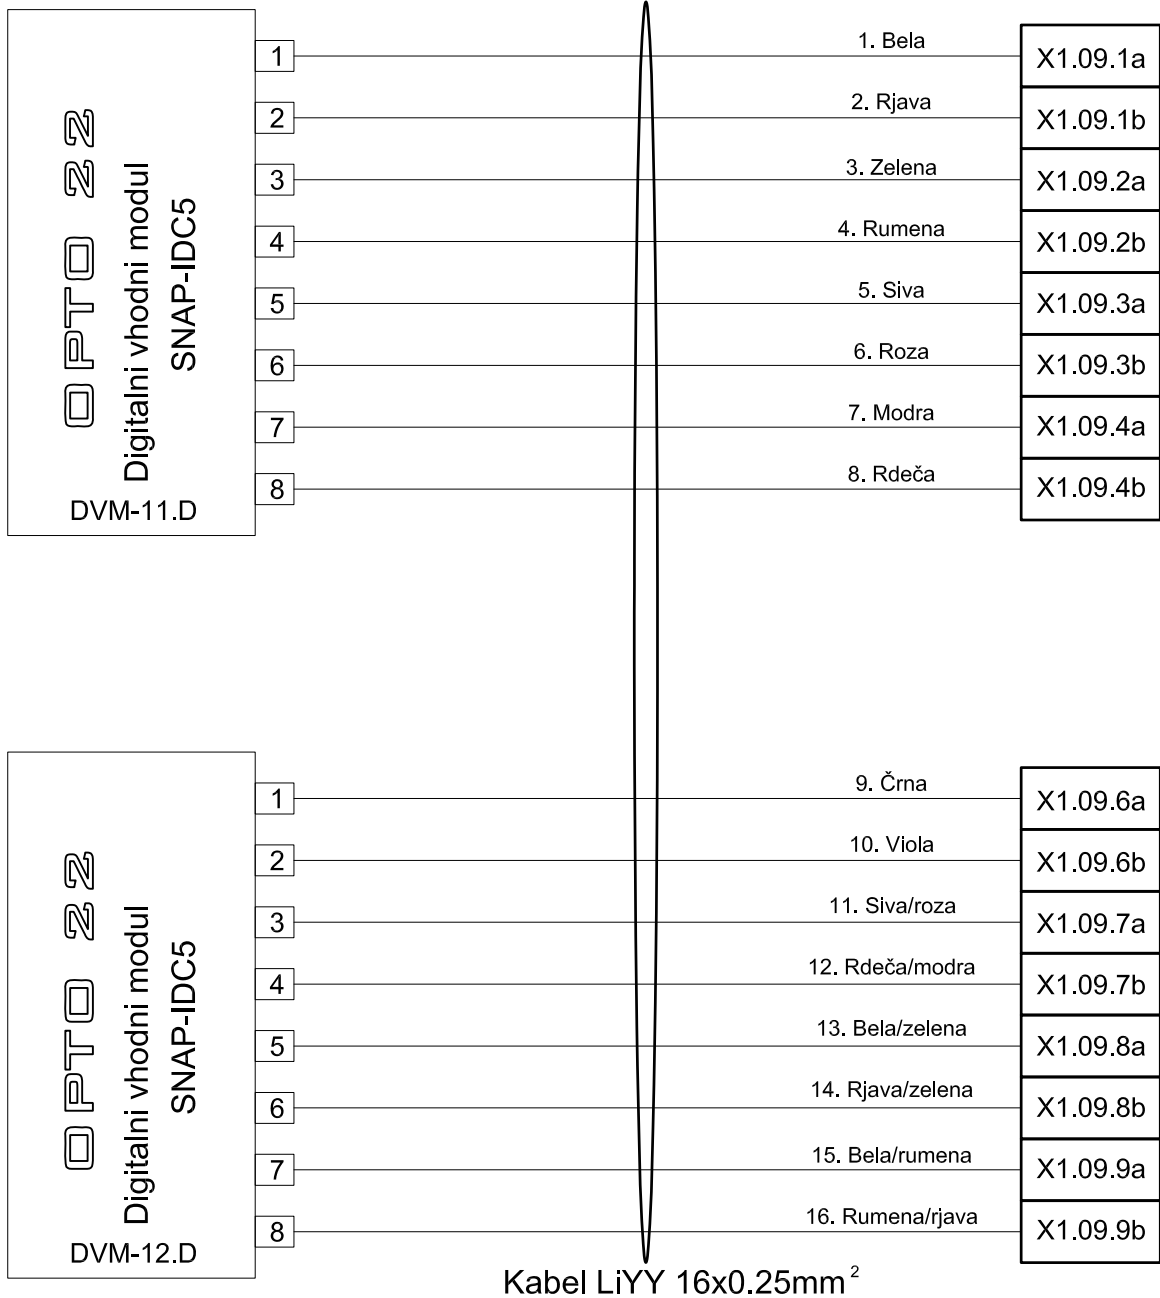 OPTO 22
Digitalni vhodni modul
SNAP-IDC5
DVM-11.D
1 1. Bela X1.09.1a
2 2. Rjava X1.09.1b
3 3. Zelena X1.09.2a
4 4. Rumena X1.09.2b
5 5. Siva X1.09.3a
6 6. Roza X1.09.3b
7 7. Modra X1.09.4a
8 8. Rdeča X1.09.4b
OPTO 22
Digitalni vhodni modul
SNAP-IDC5
DVM-12.D
1 9. Črna X1.09.6a
2 10. Viola X1.09.6b
3 11. Siva/roza X1.09.7a
4 12. Rdeča/modra X1.09.7b
5 13. Bela/zelena X1.09.8a
6 14. Rjava/zelena X1.09.8b
7 15. Bela/rumena X1.09.9a
8 16. Rumena/rjava X1.09.9b
Kabel LiYY 16x0.25mm²